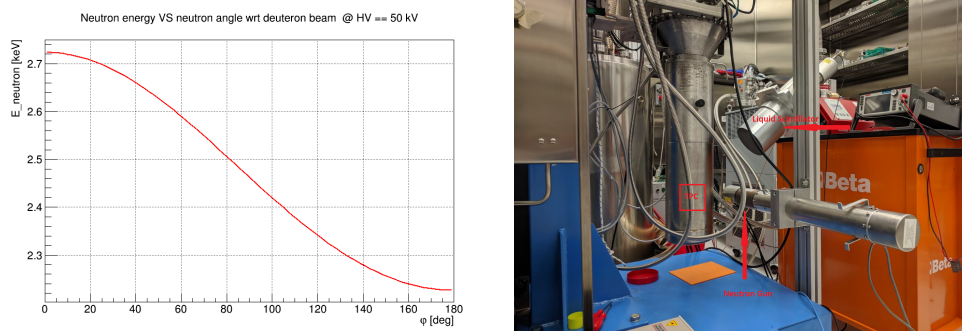 Neutron energy VS neutron angle wrt deuteron beam @ HV == 50 kV
E_neutron [keV]
2.7
2.6
2.5
2.4
2.3
0 20 40 60 80 100 120 140 160 180
φ [deg]
Liquid Scintillator
TPC
Beta
Neutron Gun
Beta